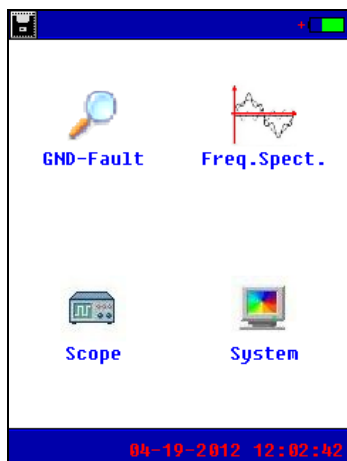 GND-Fault
Freq.Spect.
Scope
System
04-19-2012 12:02:42